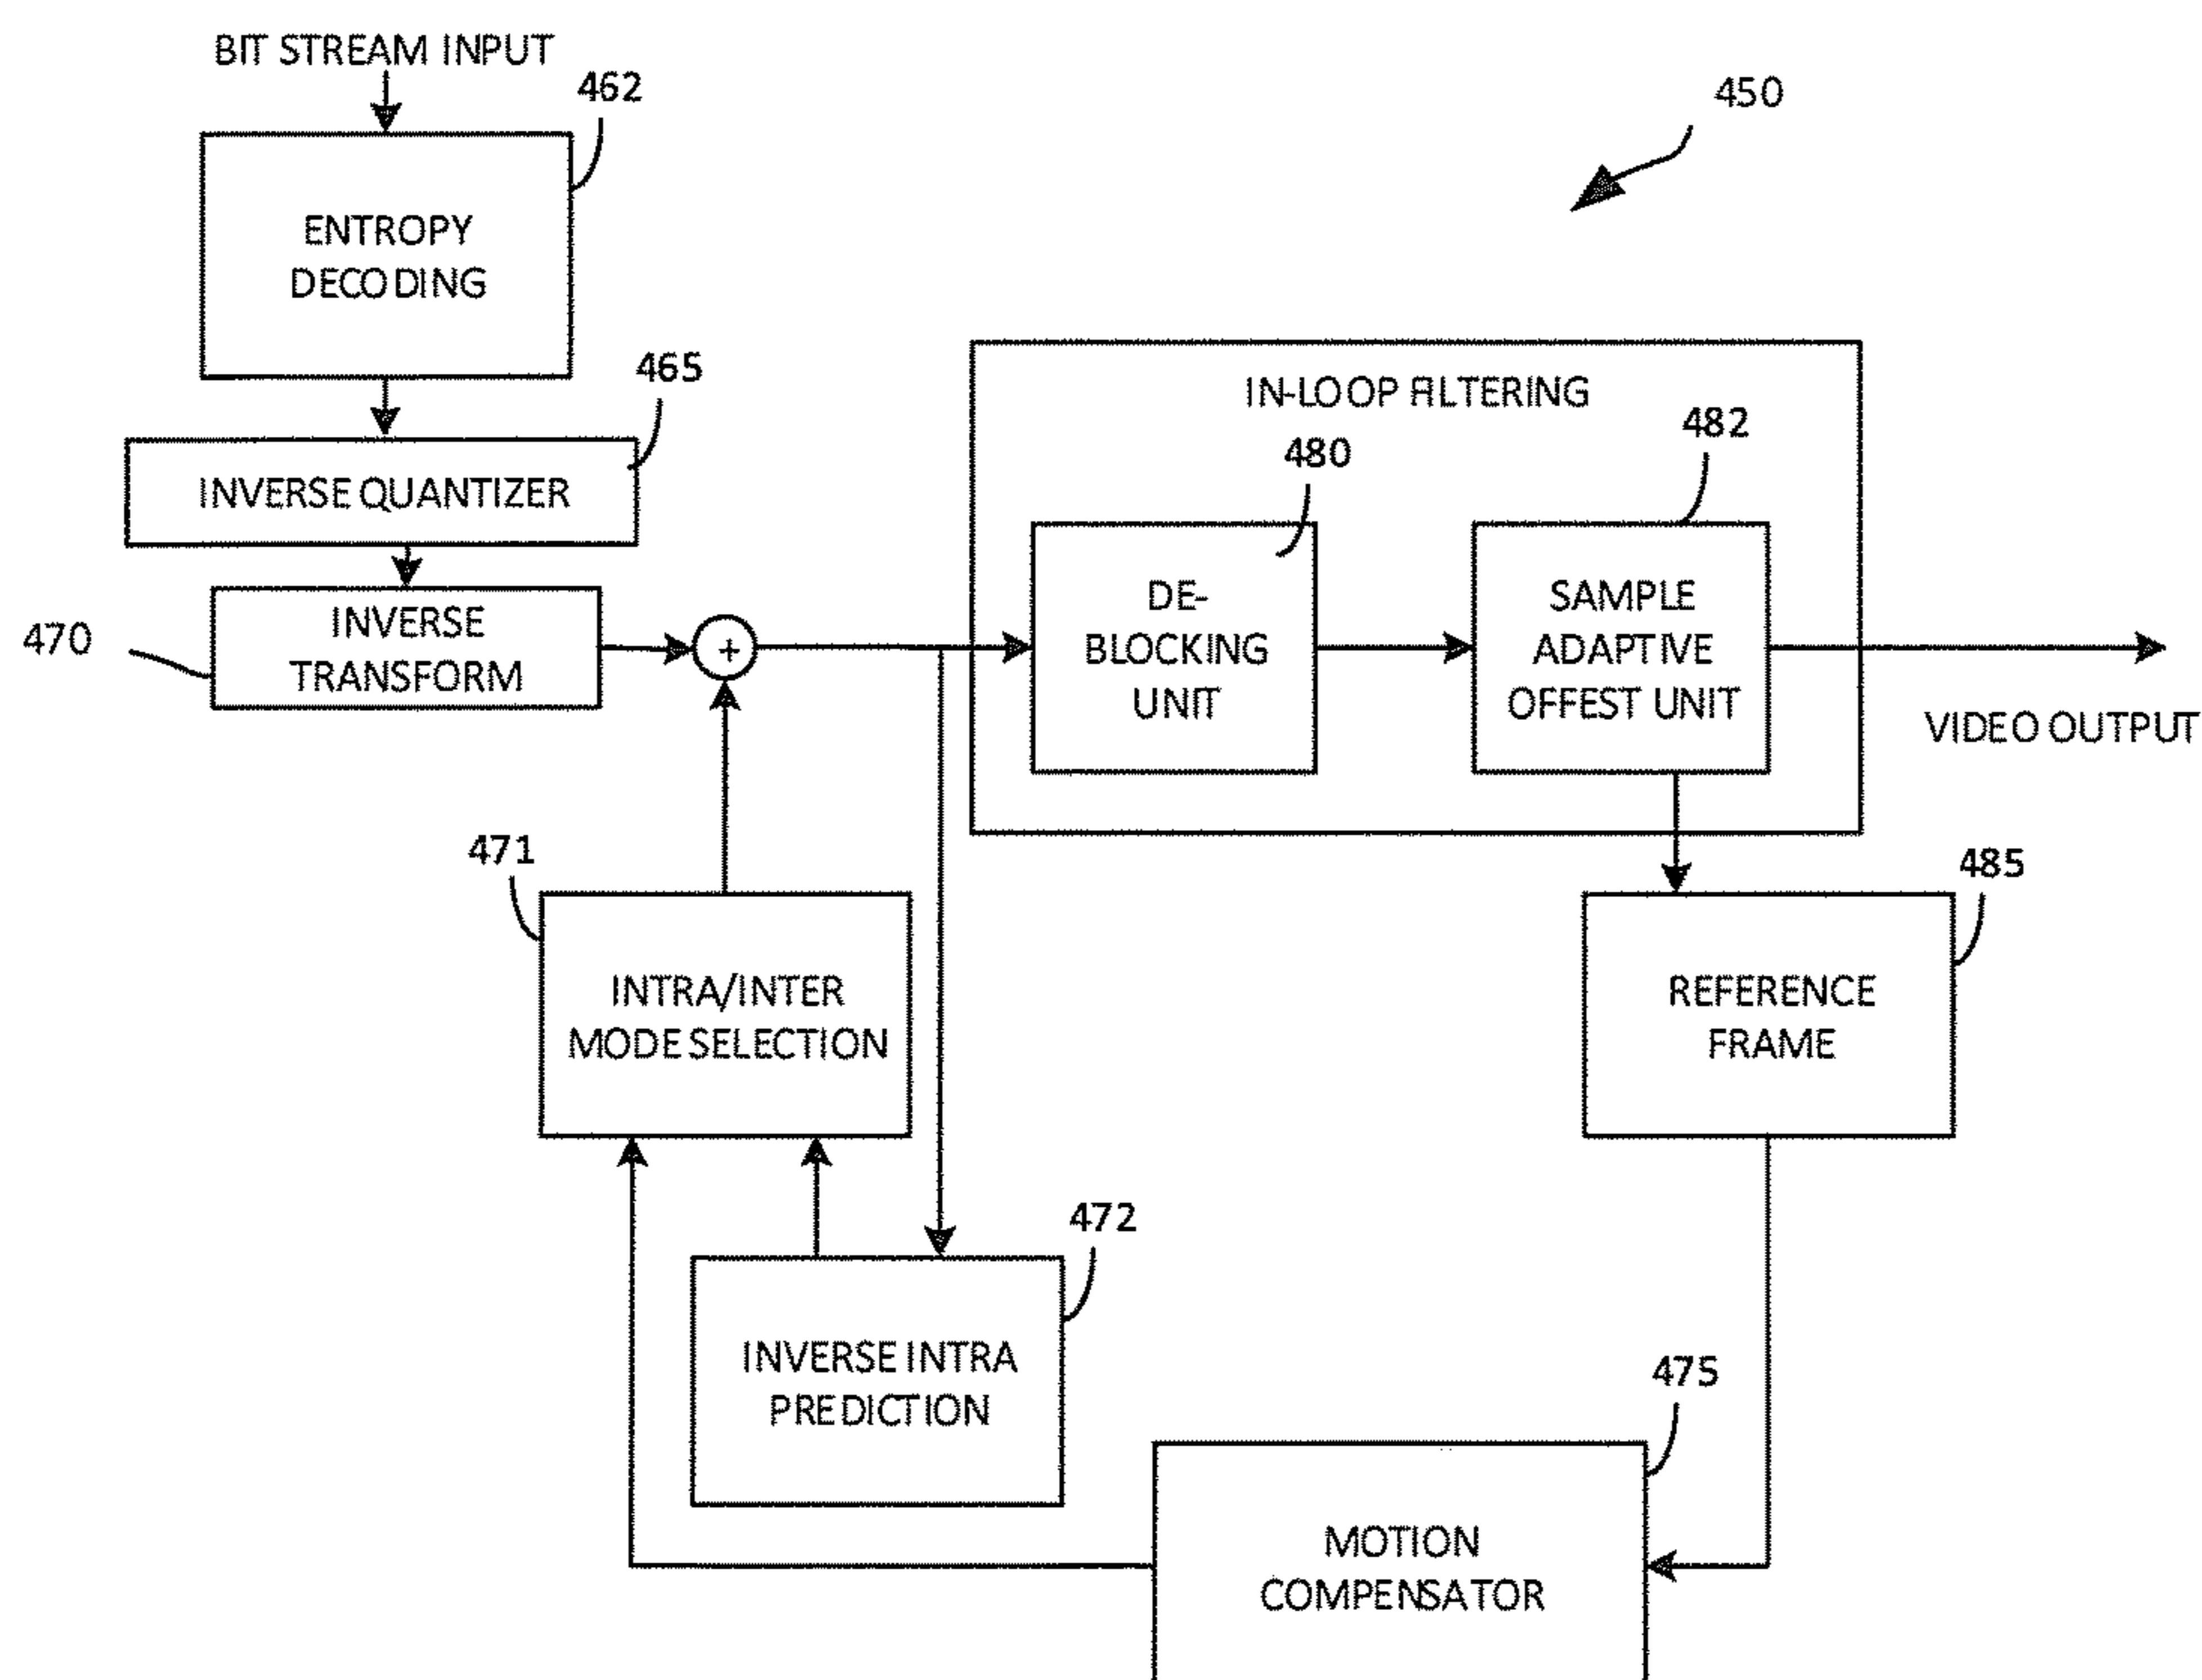 BIT STREAM INPUT
462
450
ENTROPY
DECODING
465
INVERSE QUANTIZER
IN-LOOP FILTERING
480
482
470
INVERSE
TRANSFORM
+
DE-
BLOCKING
UNIT
SAMPLE
ADAPTIVE
OFFEST UNIT
VIDEO OUTPUT
471
INTRA/INTER
MODE SELECTION
485
REFERENCE
FRAME
472
INVERSE INTRA
PREDICTION
475
MOTION
COMPENSATOR